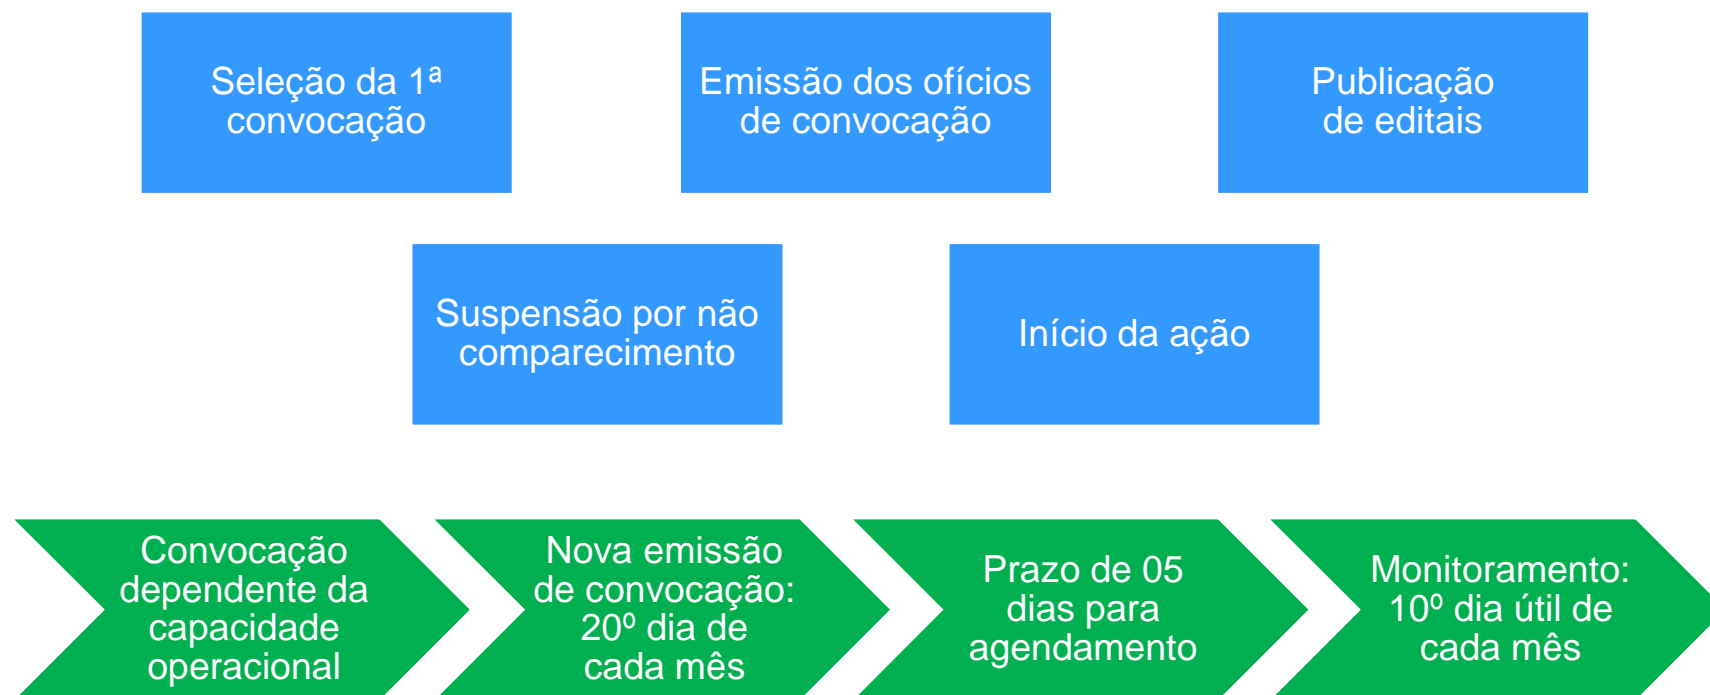 Seleção da 1ª
convocação
Emissão dos ofícios
de convocação
Publicação
de editais
Suspensão por não
comparecimento
Início da ação
Convocação
dependente da
capacidade
operacional
Nova emissão
de convocação:
20º dia de
cada mês
Prazo de 05
dias para
agendamento
Monitoramento:
10º dia útil de
cada mês